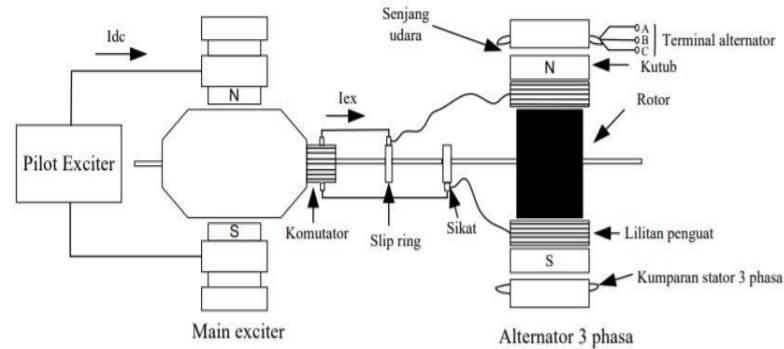 Idc
Pilot Exciter
N
S
Main exciter
Iex
Komutator
Slip ring
Sikat
Senjang
udara
A
B
C
Terminal alternator
N
Kutub
Rotor
Lilitan penguat
S
Kumparan stator 3 phasa
Alternator 3 phasa